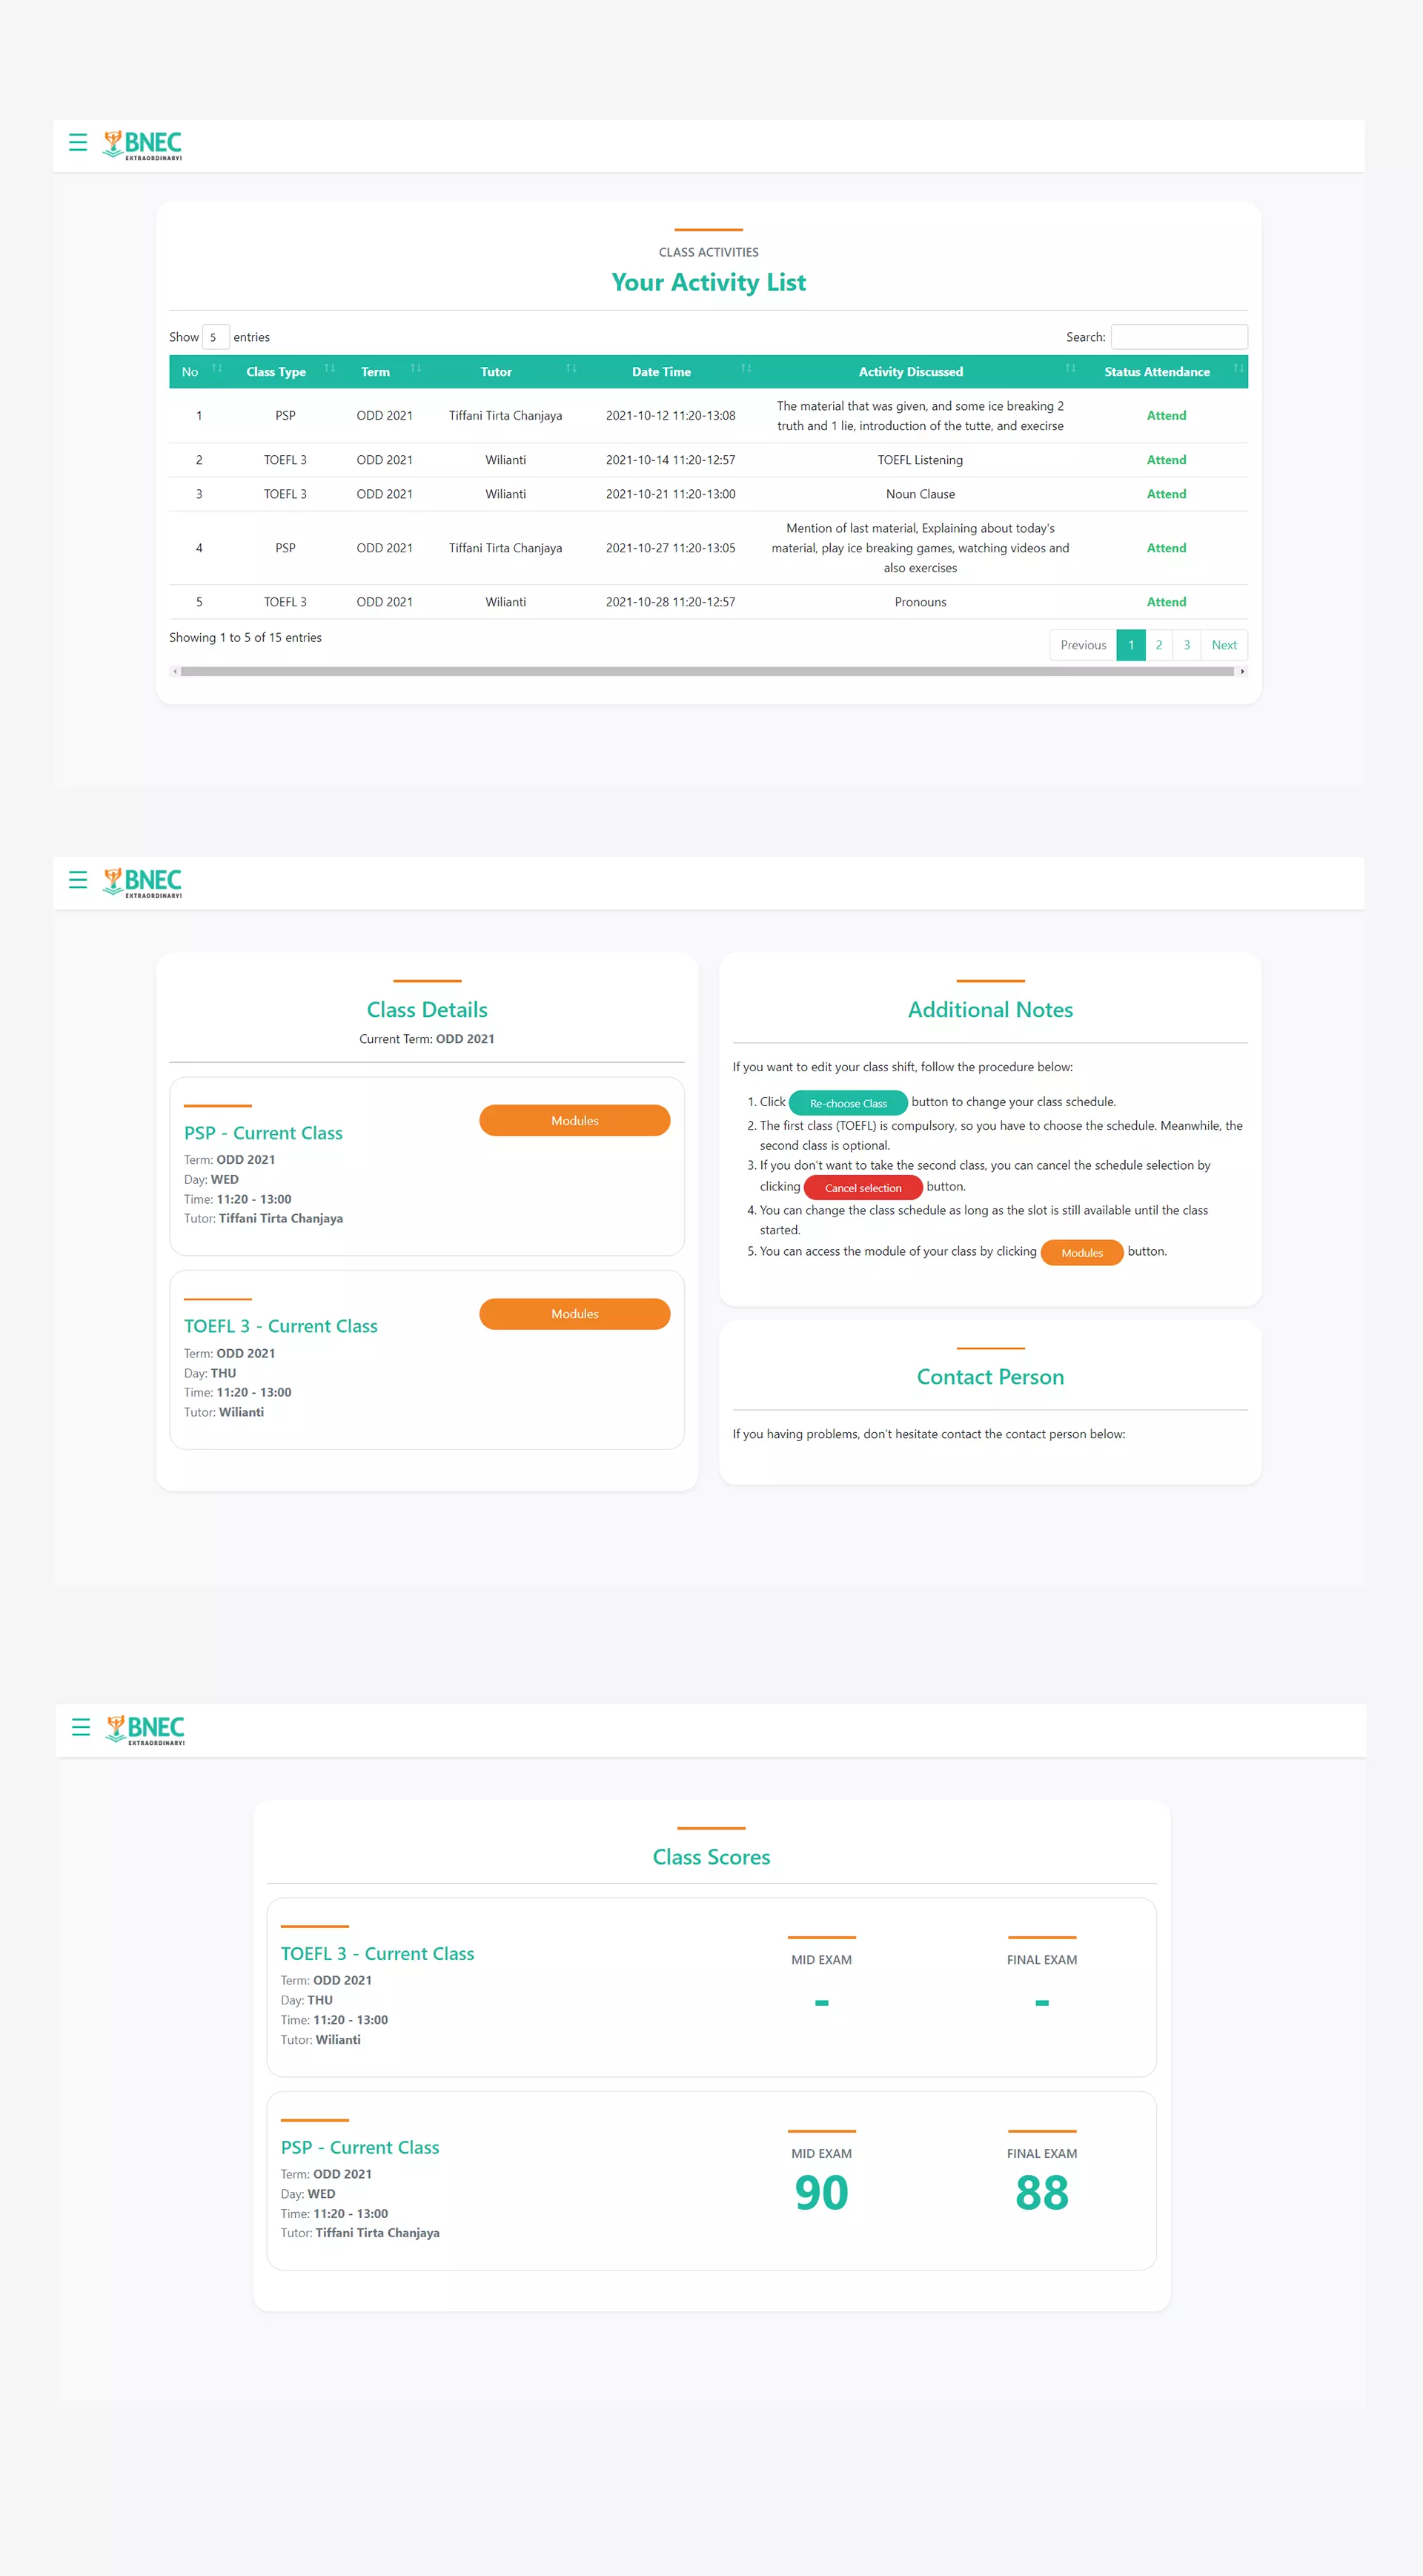 BNEC
EXTRAORDINARY!
CLASS ACTIVITIES
Your Activity List
Show 5 entries
Search:
No Class Type Term Tutor Date Time Activity Discussed Status Attendance
1 PSP ODD 2021 Tiffani Tirta Chanjaya 2021-10-12 11:20-13:08 The material that was given, and some ice breaking 2
truth and 1 lie, introduction of the tutte, and execirse Attend
2 TOEFL 3 ODD 2021 Wilianti 2021-10-14 11:20-12:57 TOEFL Listening Attend
3 TOEFL 3 ODD 2021 Wilianti 2021-10-21 11:20-13:00 Noun Clause Attend
4 PSP ODD 2021 Tiffani Tirta Chanjaya 2021-10-27 11:20-13:05 Mention of last material, Explaining about today's
material, play ice breaking games, watching videos and
also exercises Attend
5 TOEFL 3 ODD 2021 Wilianti 2021-10-28 11:20-12:57 Pronouns Attend
Showing 1 to 5 of 15 entries
Previous 1 2 3 Next
BNEC
EXTRAORDINARY!
Class Details
Current Term: ODD 2021
PSP - Current Class
Modules
Term: ODD 2021
Day: WED
Time: 11:20 - 13:00
Tutor: Tiffani Tirta Chanjaya
TOEFL 3 - Current Class
Modules
Term: ODD 2021
Day: THU
Time: 11:20 - 13:00
Tutor: Wilianti
Additional Notes
If you want to edit your class shift, follow the procedure below:
1. Click Re-choose Class button to change your class schedule.
2. The first class (TOEFL) is compulsory, so you have to choose the schedule. Meanwhile, the
second class is optional.
3. If you don't want to take the second class, you can cancel the schedule selection by
clicking Cancel selection button.
4. You can change the class schedule as long as the slot is still available until the class
started.
5. You can access the module of your class by clicking Modules button.
Contact Person
If you having problems, don't hesitate contact the contact person below:
BNEC
EXTRAORDINARY!
Class Scores
TOEFL 3 - Current Class
Term: ODD 2021
Day: THU
Time: 11:20 - 13:00
Tutor: Wilianti
MID EXAM
-
FINAL EXAM
-
PSP - Current Class
Term: ODD 2021
Day: WED
Time: 11:20 - 13:00
Tutor: Tiffani Tirta Chanjaya
MID EXAM
90
FINAL EXAM
88